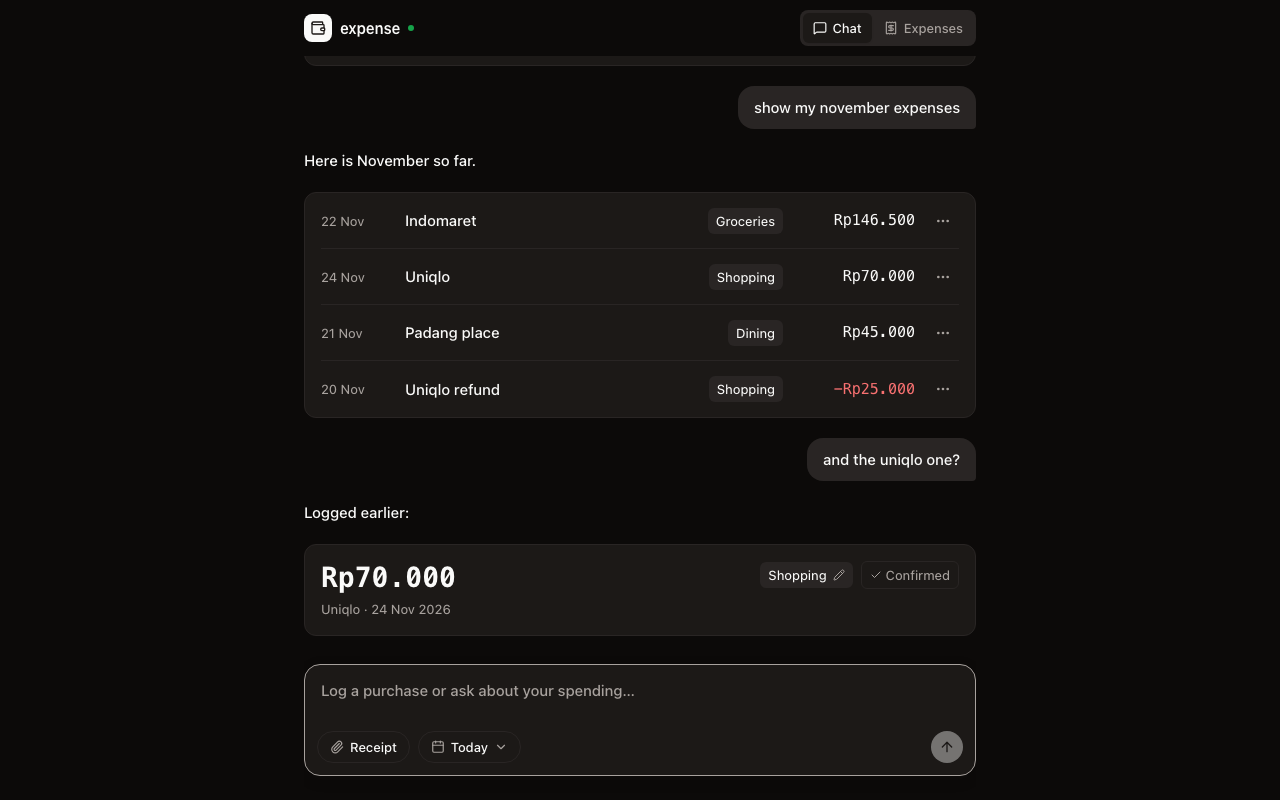 expense
Chat
Expenses
show my november expenses
Here is November so far.
22 Nov Indomaret Groceries Rp146.500 ···
24 Nov Uniqlo Shopping Rp70.000 ···
21 Nov Padang place Dining Rp45.000 ···
20 Nov Uniqlo refund Shopping −Rp25.000 ···
and the uniqlo one?
Logged earlier:
Rp70.000 Shopping Confirmed
Uniqlo · 24 Nov 2026
Log a purchase or ask about your spending...
Receipt Today